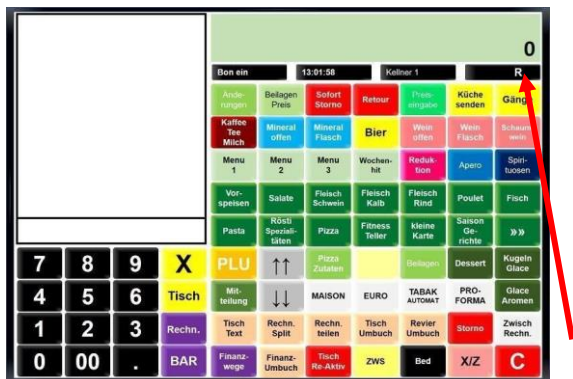 0
Bon ein 13:01:58 Kellner 1 R
Ände-
rungen
Beilagen
Preis
Sofort
Storno
Retour
Preis-
eingabe
Küche
senden
Gäng
Kaffee
Tee
Milch
Mineral
offen
Mineral
Flasch
Bier
Wein
offen
Wein
Flasch
Schaum
wein
Menu
1
Menu
2
Menu
3
Wochen-
hit
Reduk-
tion
Apero
Spiri-
tuosen
Vor-
speisen
Salate
Fleisch
Schwein
Fleisch
Kalb
Fleisch
Rind
Poulet
Fisch
Pasta
Rösti
Speziali-
täten
Pizza
Fitness
Teller
kleine
Karte
Saison
Ge-
richte
»»
7 8 9 X
PLU
↑↑
Pizza
Zutaten
Beilagen
Dessert
Kugeln
Glace
4 5 6 Tisch
Mit-
teilung
↓↓
MAISON
EURO
TABAK
AUTOMAT
PRO-
FORMA
Glace
Aromen
1 2 3 Rechn.
Tisch
Text
Rechn.
Split
Rechn.
teilen
Tisch
Umbuch
Revier
Umbuch
Storno
Zwisch
Rechn.
0 00 . BAR
Finanz-
wege
Finanz-
Umbuch
Tisch
Re-Aktiv
ZWS
Bed
X/Z
C